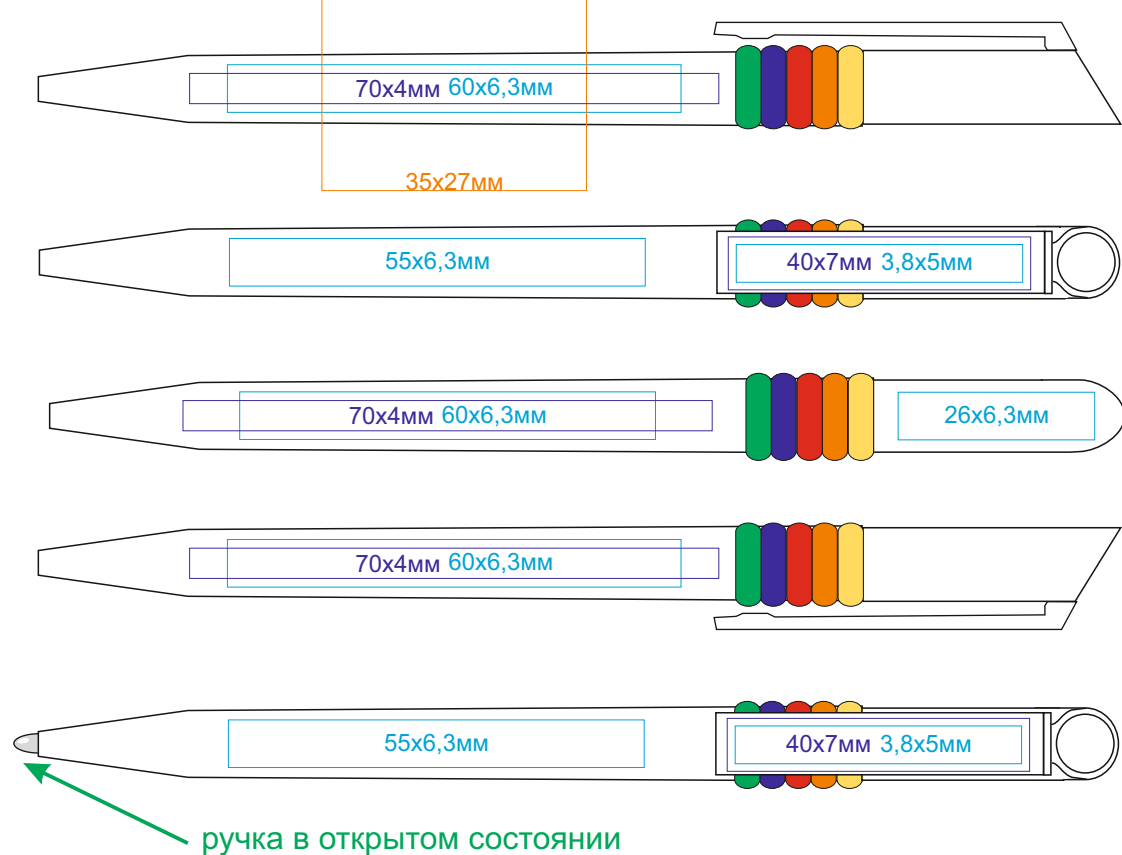 70х4мм 60х6,3мм
35х27мм
55х6,3мм
40х7мм 3,8х5мм
70х4мм 60х6,3мм
26х6,3мм
70х4мм 60х6,3мм
55х6,3мм
40х7мм 3,8х5мм
ручка в открытом состоянии